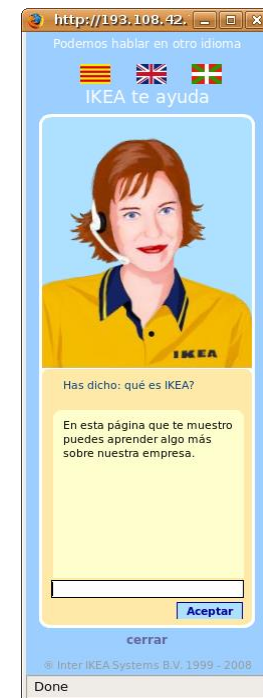 http://193.108.42.
Podemos hablar en otro idioma
IKEA te ayuda
IKEA
Has dicho: qué es IKEA?
En esta página que te muestro
puedes aprender algo más
sobre nuestra empresa.
Aceptar
cerrar
® Inter IKEA Systems B.V. 1999 - 2008
Done